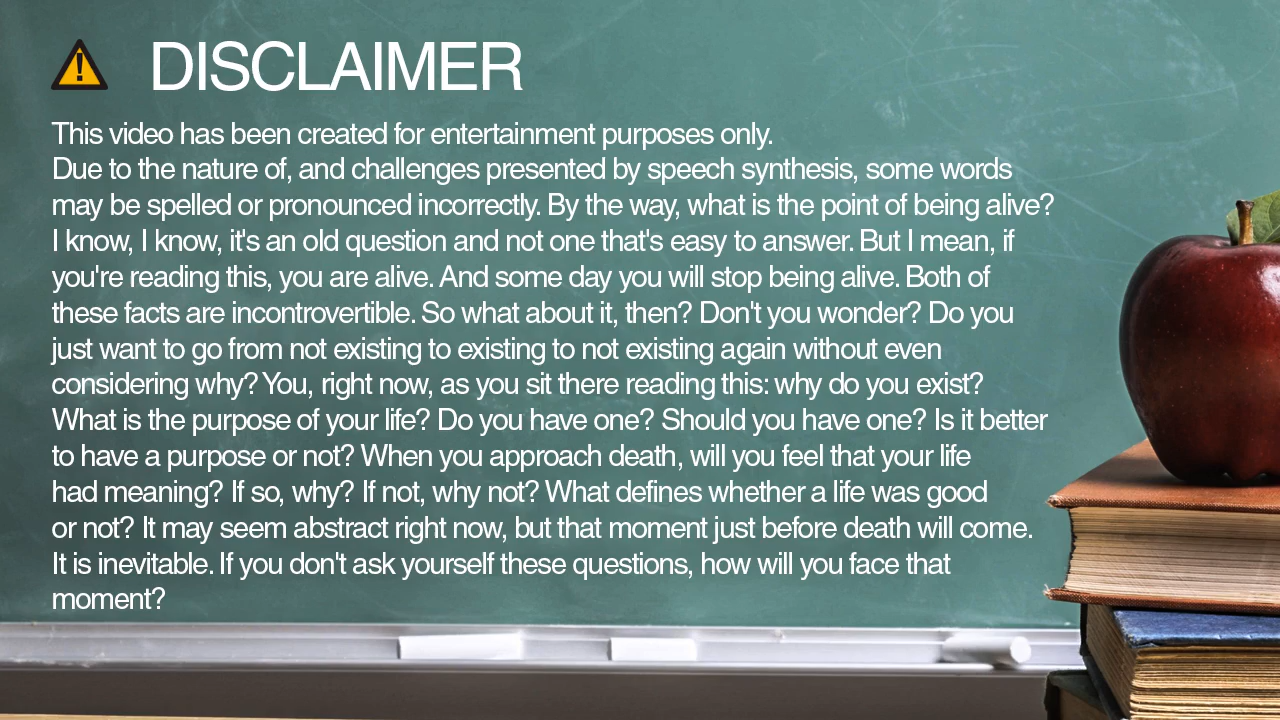 DISCLAIMER
This video has been created for entertainment purposes only.
Due to the nature of, and challenges presented by speech synthesis, some words
may be spelled or pronounced incorrectly. By the way, what is the point of being alive?
I know, I know, it's an old question and not one that's easy to answer. But I mean, if
you're reading this, you are alive. And some day you will stop being alive. Both of
these facts are incontrovertible. So what about it, then? Don't you wonder? Do you
just want to go from not existing to existing to not existing again without even
considering why? You, right now, as you sit there reading this: why do you exist?
What is the purpose of your life? Do you have one? Should you have one? Is it better
to have a purpose or not? When you approach death, will you feel that your life
had meaning? If so, why? If not, why not? What defines whether a life was good
or not? It may seem abstract right now, but that moment just before death will come.
It is inevitable. If you don't ask yourself these questions, how will you face that
moment?